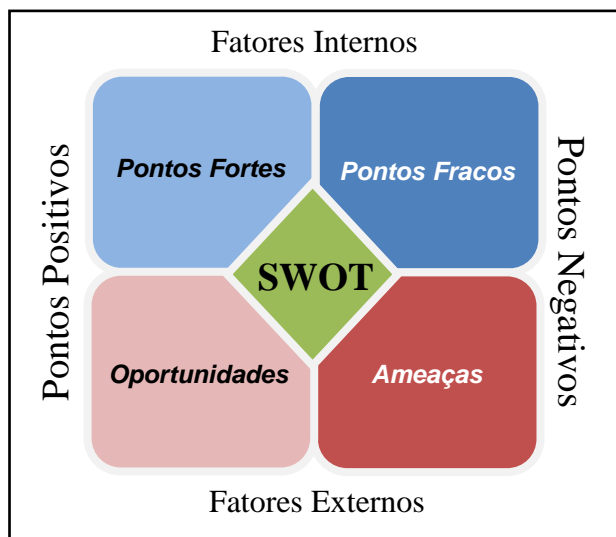 Fatores Internos
Pontos Positivos
Pontos Fortes
Pontos Fracos
Pontos Negativos
SWOT
Oportunidades
Ameaças
Fatores Externos